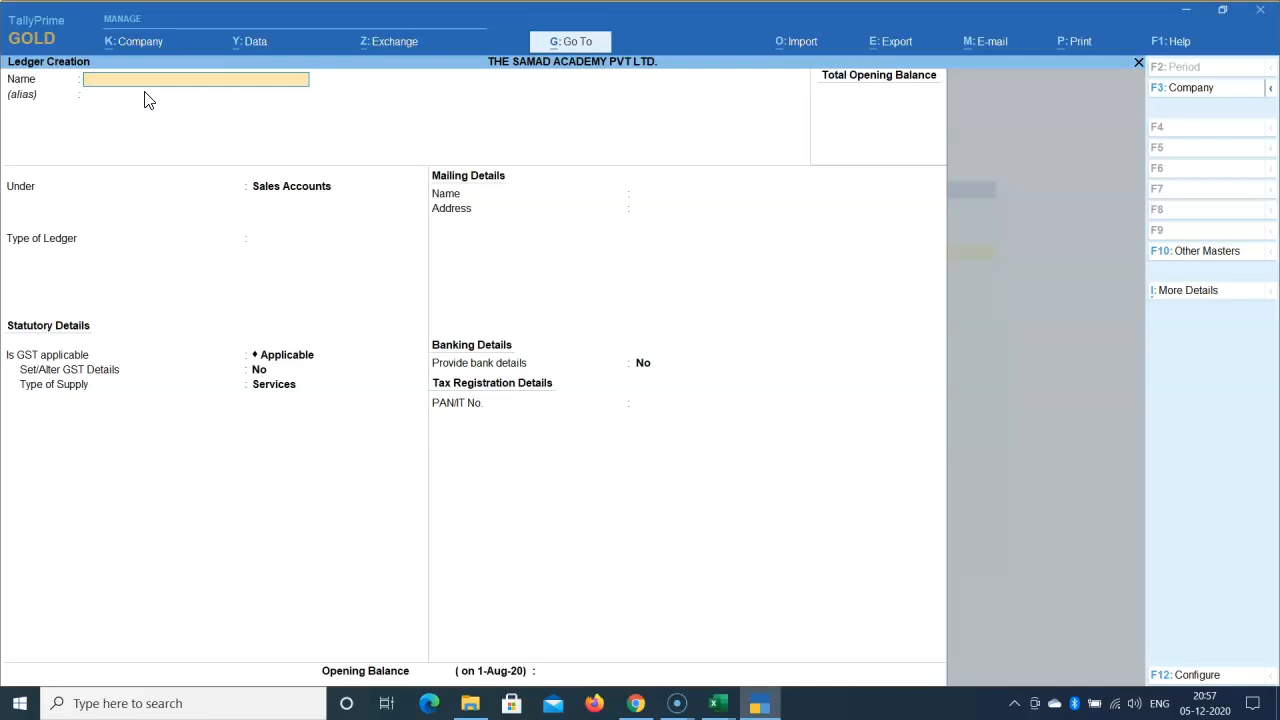 TallyPrime
GOLD
MANAGE
K: Company
Y: Data
Z: Exchange
G: Go To
O: Import
E: Export
M: E-mail
P: Print
F1: Help
Ledger Creation
THE SAMAD ACADEMY PVT LTD.
Name :
(alias) :
Total Opening Balance
Under : Sales Accounts
Type of Ledger :
Statutory Details
Is GST applicable : ♦ Applicable
Set/Alter GST Details : No
Type of Supply : Services
Mailing Details
Name :
Address :
Banking Details
Provide bank details : No
Tax Registration Details
PAN/IT No. :
Opening Balance ( on 1-Aug-20) :
F2: Period
F3: Company
F4
F5
F6
F7
F8
F9
F10: Other Masters
I: More Details
F12: Configure
Type here to search
ENG
20:57
05-12-2020